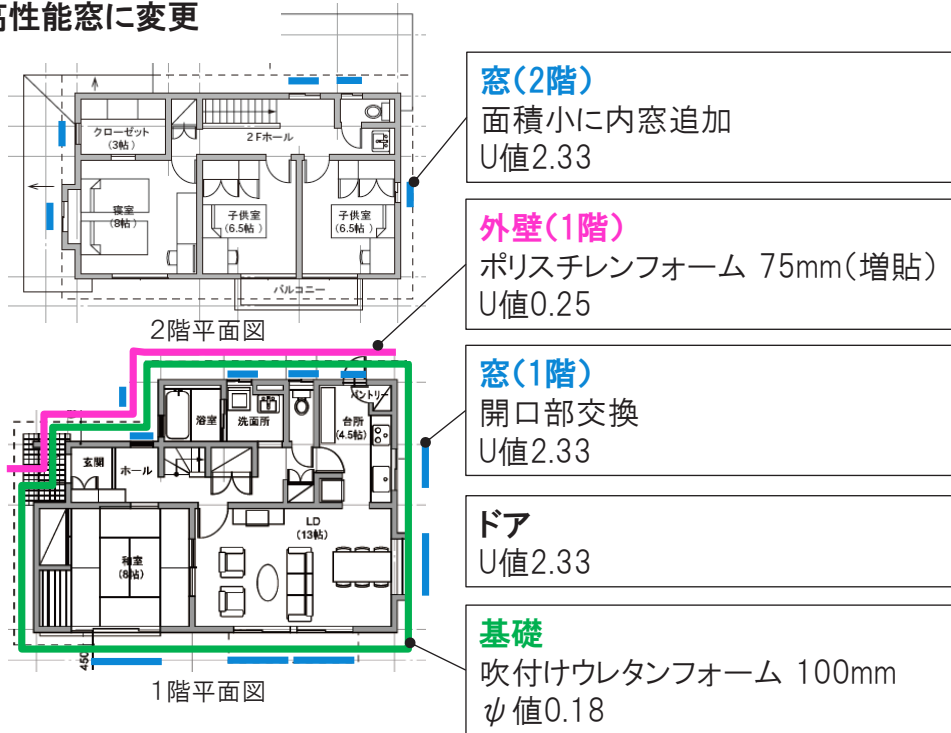 高性能窓に変更
クローゼット
(3帖)
2Fホール
寝室
(8帖)
子供室
(6.5帖)
子供室
(6.5帖)
バルコニー
2階平面図
浴室
洗面所
台所
(4.5帖)
パントリー
玄関
ホール
和室
(8帖)
LD
(13帖)
450
1階平面図
窓(2階)
面積小に内窓追加
U値2.33
外壁(1階)
ポリスチレンフォーム 75mm(増貼)
U値0.25
窓(1階)
開口部交換
U値2.33
ドア
U値2.33
基礎
吹付けウレタンフォーム 100mm
ψ値0.18